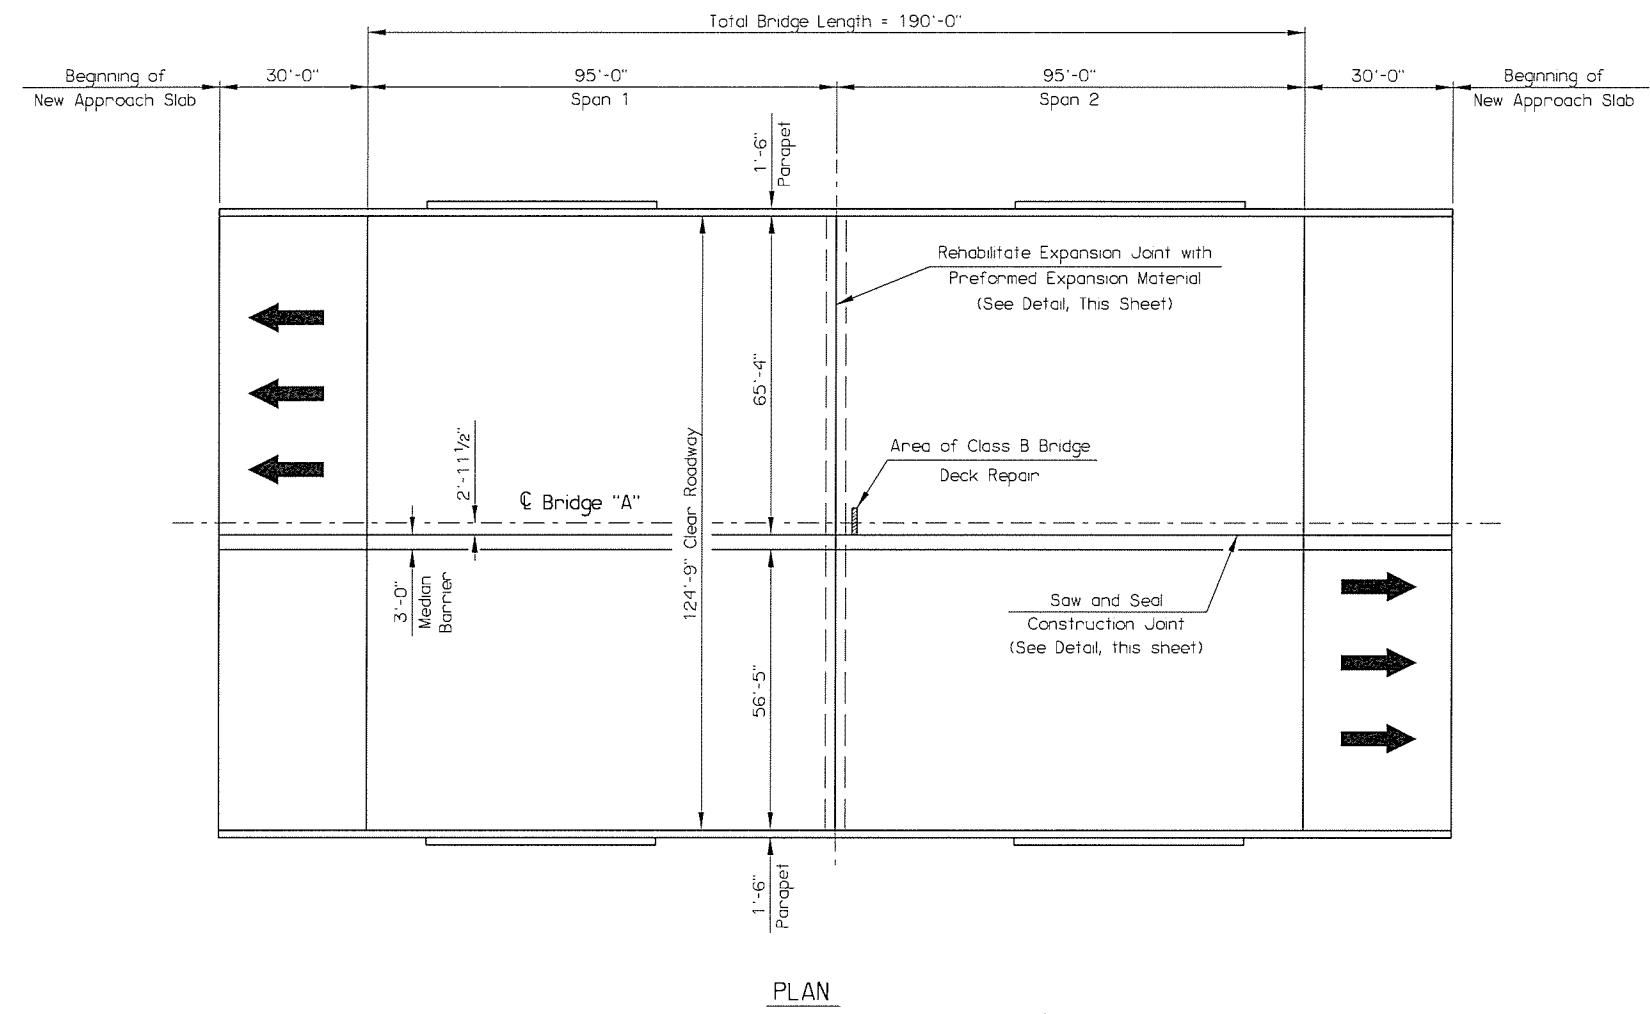 Total Bridge Length = 190'-0"
Beginning of
New Approach Slab
30'-0"
95'-0"
Span 1
95'-0"
Span 2
30'-0"
Beginning of
New Approach Slab
1'-6"
Parapet
Rehabilitate Expansion Joint with
Preformed Expansion Material
(See Detail, This Sheet)
65'-4"
124'-9" Clear Roadway
2'-11 1/2"
℄ Bridge "A"
Area of Class B Bridge
Deck Repair
3'-0"
Median
Barrier
Saw and Seal
Construction Joint
(See Detail, this sheet)
56'-5"
1'-6"
Parapet
PLAN